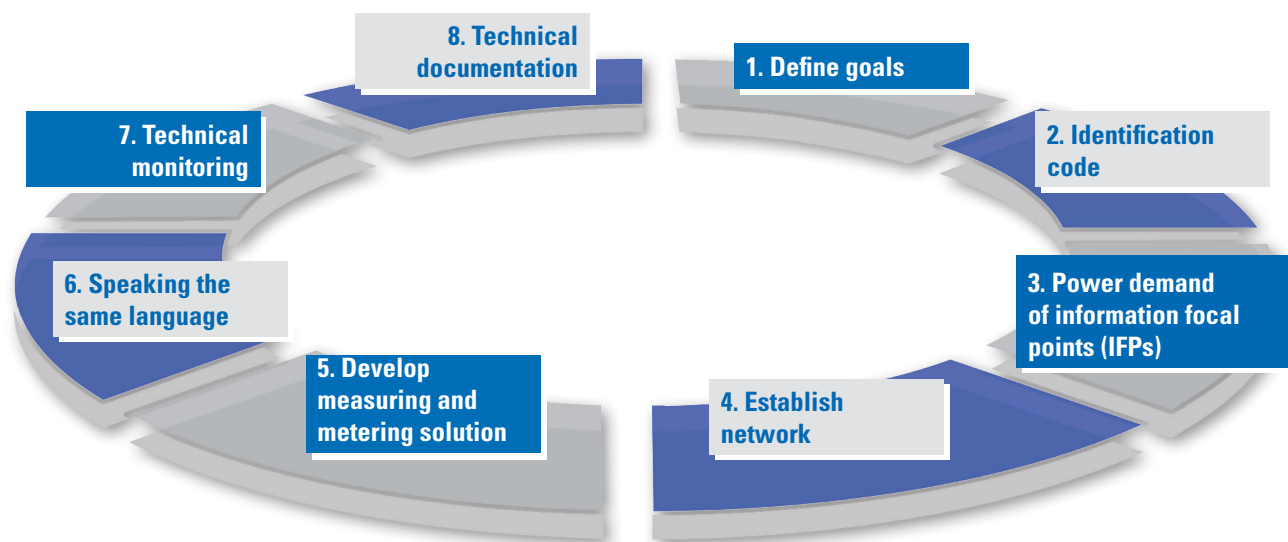 1. Define goals
2. Identification
code
3. Power demand
of information focal
points (IFPs)
4. Establish
network
5. Develop
measuring and
metering solution
6. Speaking the
same language
7. Technical
monitoring
8. Technical
documentation